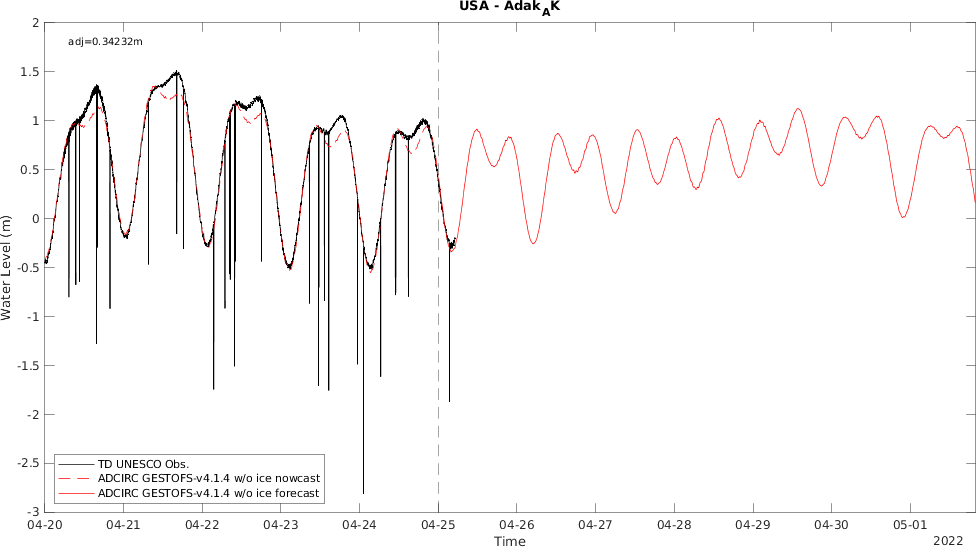 USA - Adak_AK
adj=0.34232m
2
1.5
1
0.5
0
-0.5
-1
-1.5
-2
-2.5
-3
Water Level (m)
TD UNESCO Obs.
ADCIRC GESTOFS-v4.1.4 w/o ice nowcast
ADCIRC GESTOFS-v4.1.4 w/o ice forecast
04-20 04-21 04-22 04-23 04-24 04-25 04-26 04-27 04-28 04-29 04-30 05-01
Time
2022